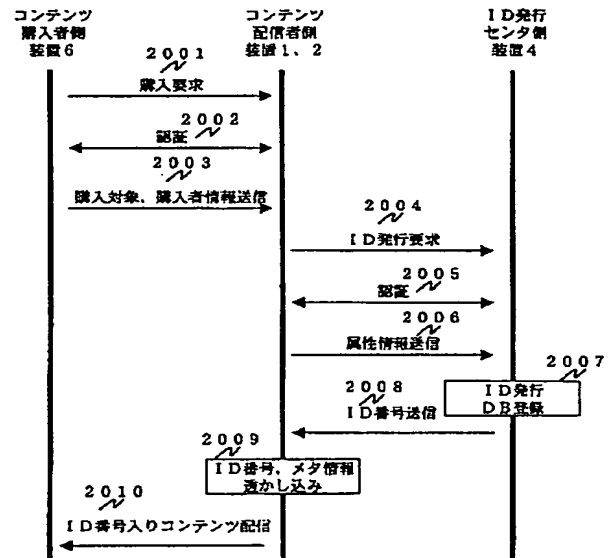 コンテンツ
購入者側
装置6
コンテンツ
配信者側
装置1、2
ID発行
センタ側
装置4
2001
購入要求
2002
認証
2003
購入対象、購入者情報送信
2004
ID発行要求
2005
認証
2006
属性情報送信
2007
ID発行
DB登録
2008
ID番号送信
2009
ID番号、メタ情報
透かし込み
2010
ID番号入りコンテンツ配信